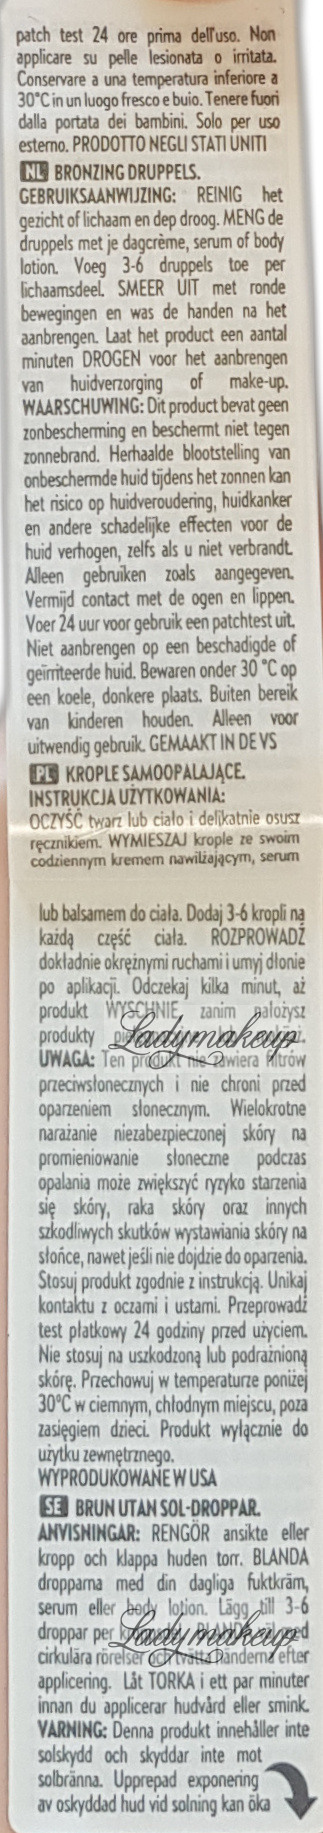 patch test 24 ore prima dell'uso. Non
applicare su pelle lesionata o irritata.
Conservare a una temperatura inferiore a
30°C in un luogo fresco e buio. Tenere fuori
dalla portata dei bambini. Solo per uso
esterno. PRODOTTO NEGLI STATI UNITI
NL BRONZING DRUPPELS.
GEBRUIKSAANWIJZING: REINIG het
gezicht of lichaam en dep droog. MENG de
druppels met je dagcrème, serum of body
lotion. Voeg 3-6 druppels toe per
lichaamsdeel. SMEER UIT met ronde
bewegingen en was de handen na het
aanbrengen. Laat het product een aantal
minuten DROGEN voor het aanbrengen
van huidverzorging of make-up.
WAARSCHUWING: Dit product bevat geen
zonbescherming en beschermt niet tegen
zonnebrand. Herhaalde blootstelling van
onbeschermde huid tijdens het zonnen kan
het risico op huidveroudering, huidkanker
en andere schadelijke effecten voor de
huid verhogen, zelfs als u niet verbrandt.
Alleen gebruiken zoals aangegeven.
Vermijd contact met de ogen en lippen.
Voer 24 uur voor gebruik een patchtest uit.
Niet aanbrengen op een beschadigde of
geïrriteerde huid. Bewaren onder 30 °C op
een koele, donkere plaats. Buiten bereik
van kinderen houden. Alleen voor
uitwendig gebruik. GEMAAKT IN DE VS
PL KROPLE SAMOOPALAJĄCE.
INSTRUKCJA UŻYTKOWANIA:
OCZYŚĆ twarz lub ciało i delikatnie osusz
ręcznikiem. WYMIESZAJ krople ze swoim
codziennym kremem nawilżającym, serum
lub balsamem do ciała. Dodaj 3-6 kropli na
każdą część ciała. ROZPROWADŹ
dokładnie okrężnymi ruchami i umyj dłonie
po aplikacji. Odczekaj kilka minut, aż
produkt WYSCHNIE, zanim nałożysz
produkty
Ladymakeup
UWAGA: Ten produkt nie zawiera filtrów
przeciwsłonecznych i nie chroni przed
oparzeniem słonecznym. Wielokrotne
narażanie niezabezpieczonej skóry na
promieniowanie słoneczne podczas
opalania może zwiększyć ryzyko starzenia
się skóry, raka skóry oraz innych
szkodliwych skutków wystawiania skóry na
słońce, nawet jeśli nie dojdzie do oparzenia.
Stosuj produkt zgodnie z instrukcją. Unikaj
kontaktu z oczami i ustami. Przeprowadź
test płatkowy 24 godziny przed użyciem.
Nie stosuj na uszkodzoną lub podrażnioną
skórę. Przechowuj w temperaturze poniżej
30°C w ciemnym, chłodnym miejscu, poza
zasięgiem dzieci. Produkt wyłącznie do
użytku zewnętrznego.
WYPRODUKOWANE W USA
SE BRUN UTAN SOL-DROPPAR.
ANVISNINGAR: RENGÖR ansikte eller
kropp och klappa huden torr. BLANDA
dropparna med din dagliga fuktkräm,
serum eller body lotion. Lägg till 3-6
droppar per
Ladymakeup
cirkulära rörelser och tvätta händerna efter
applicering. Låt TORKA i ett par minuter
innan du applicerar hudvård eller smink.
VARNING: Denna produkt innehåller inte
solskydd och skyddar inte mot
solbränna. Upprepad exponering
av oskyddad hud vid solning kan öka